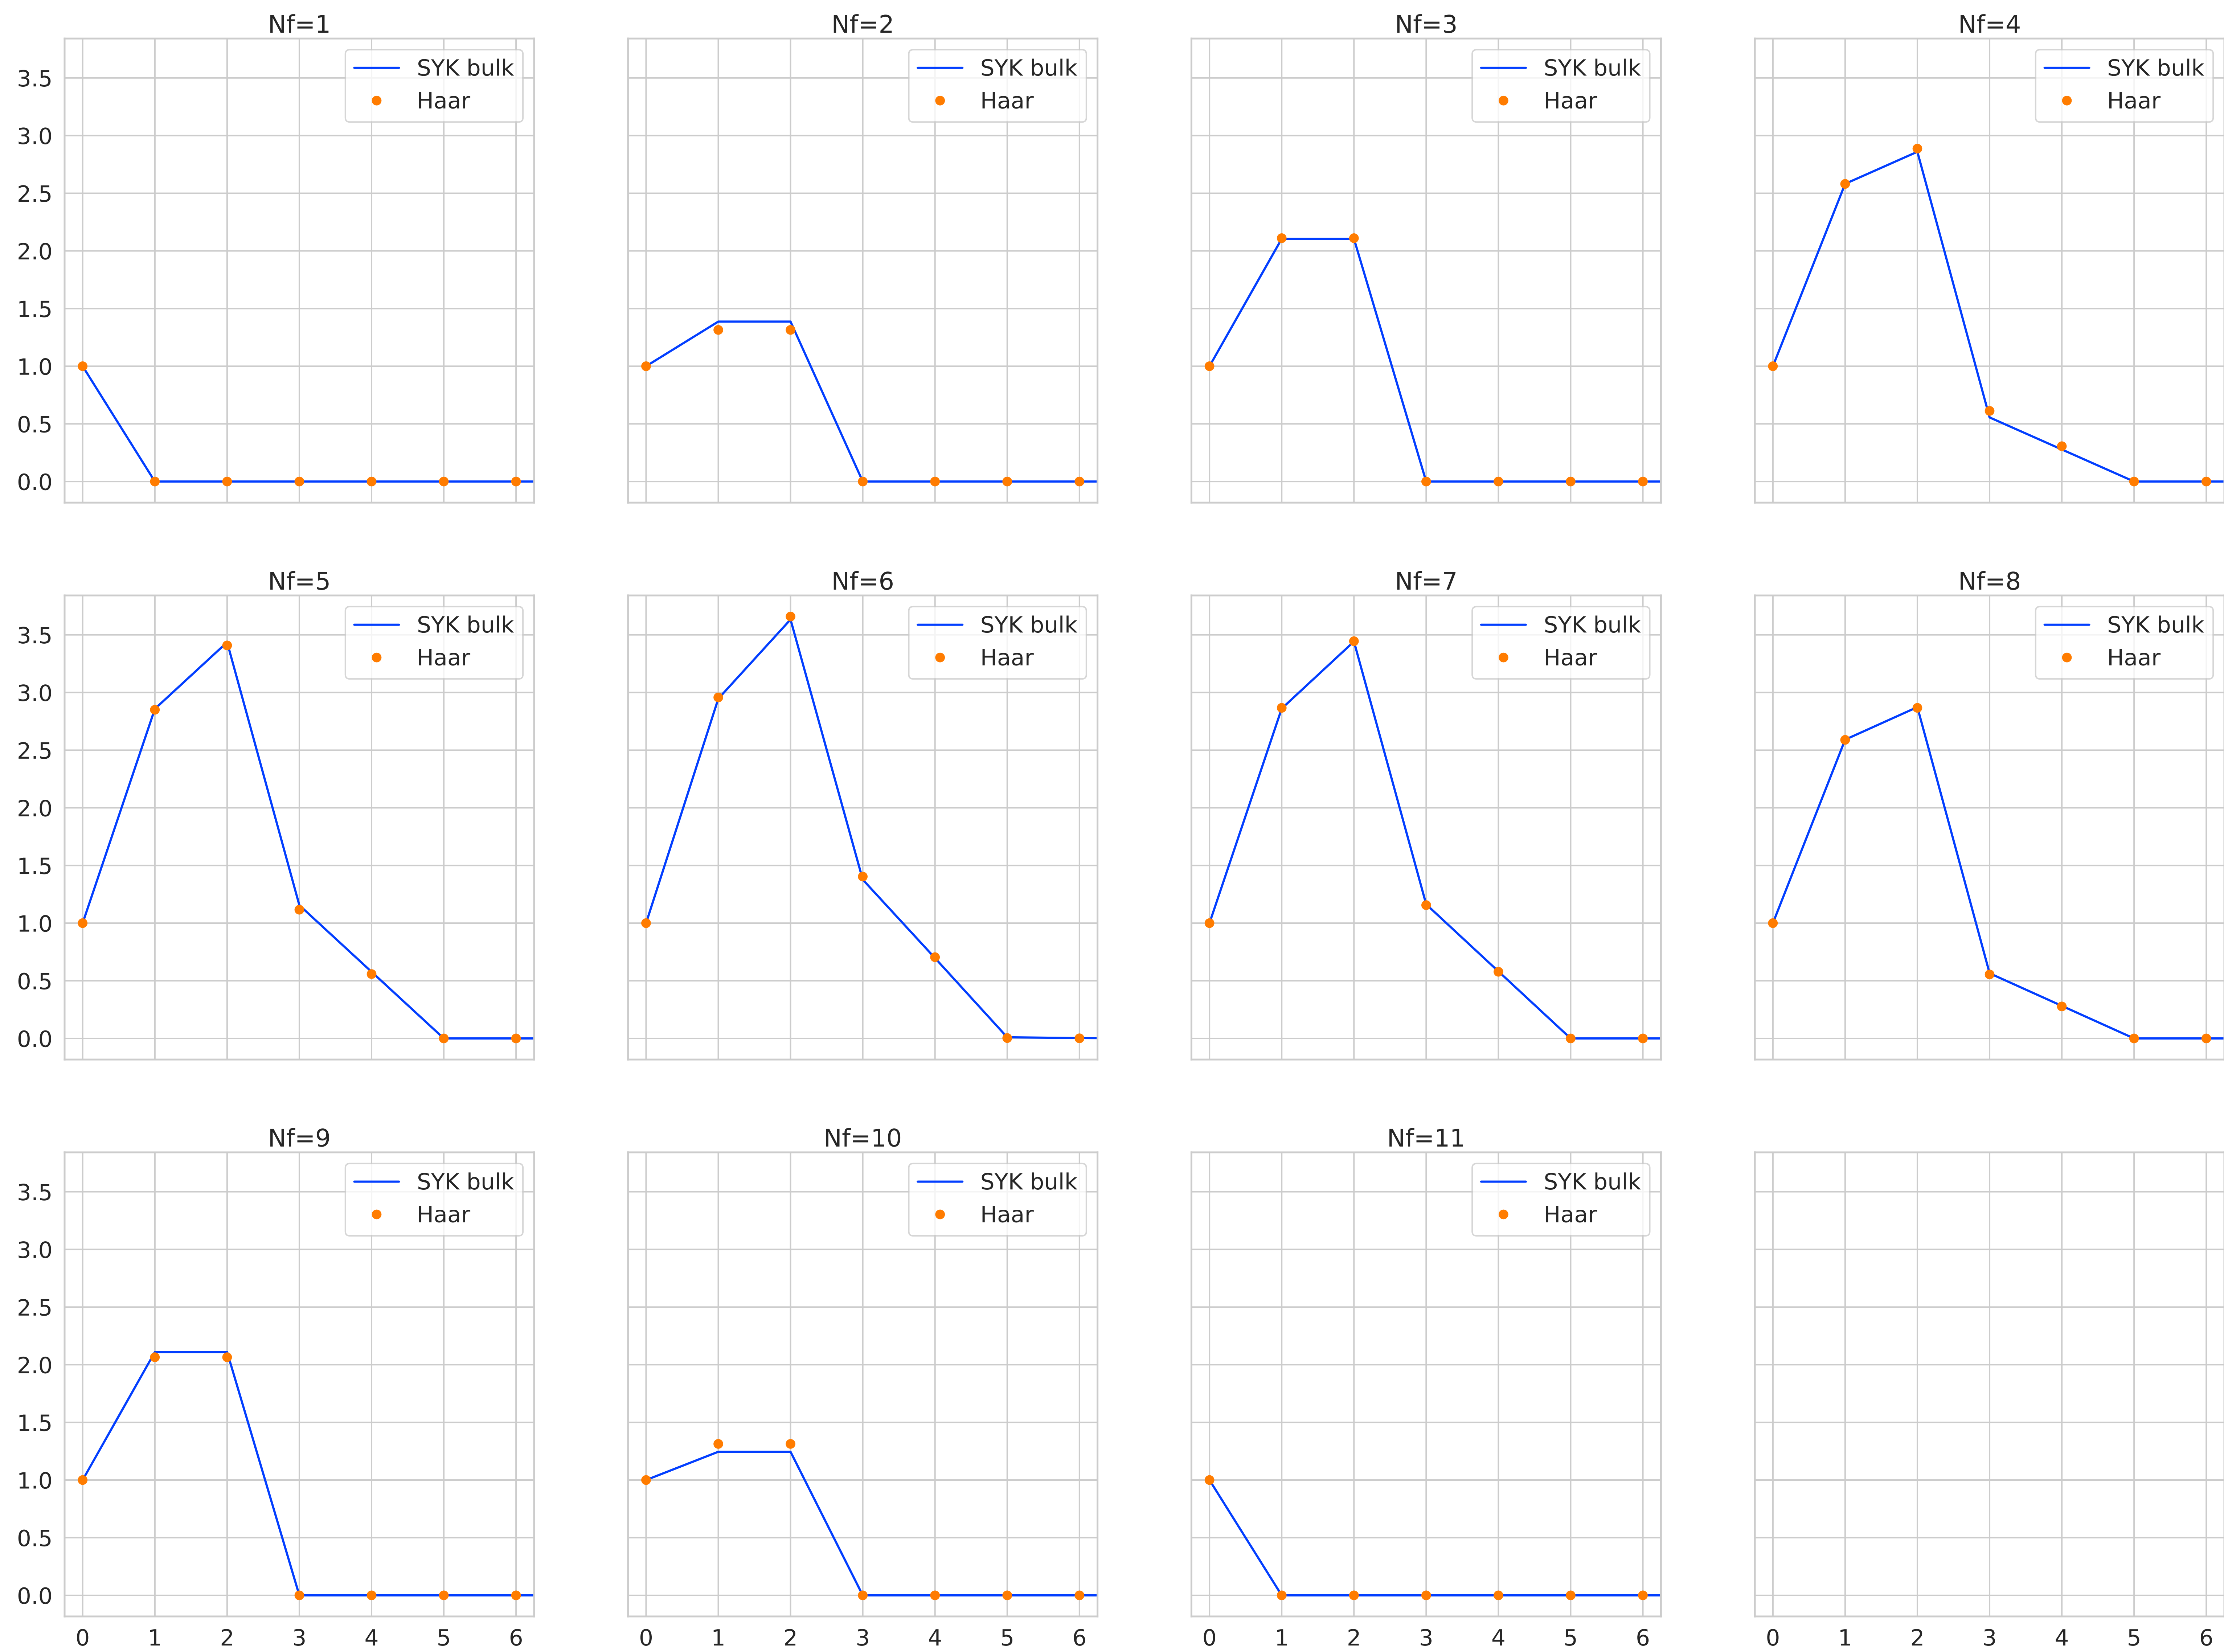 Nf=1
SYK bulk
Haar
3.5
3.0
2.5
2.0
1.5
1.0
0.5
0.0
Nf=2
SYK bulk
Haar
Nf=3
SYK bulk
Haar
Nf=4
SYK bulk
Haar
Nf=5
SYK bulk
Haar
3.5
3.0
2.5
2.0
1.5
1.0
0.5
0.0
Nf=6
SYK bulk
Haar
Nf=7
SYK bulk
Haar
Nf=8
SYK bulk
Haar
Nf=9
SYK bulk
Haar
3.5
3.0
2.5
2.0
1.5
1.0
0.5
0.0
0 1 2 3 4 5 6
Nf=10
SYK bulk
Haar
0 1 2 3 4 5 6
Nf=11
SYK bulk
Haar
0 1 2 3 4 5 6
0 1 2 3 4 5 6